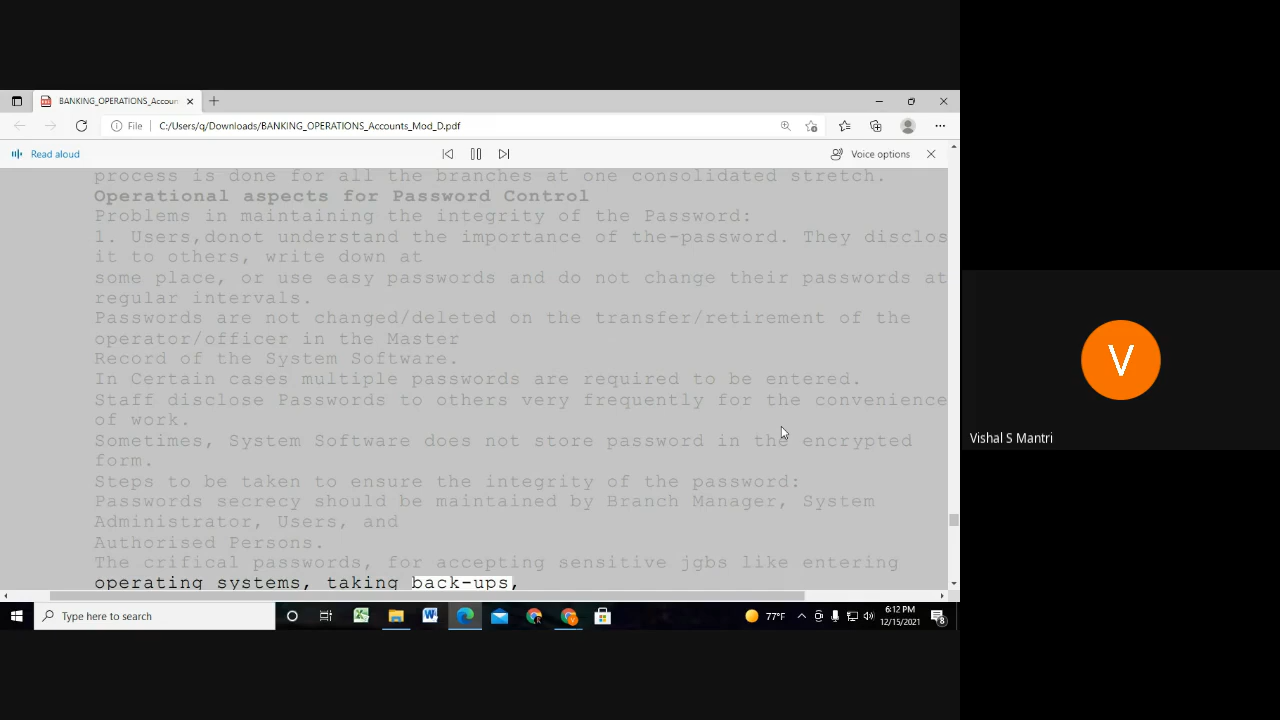 BANKING_OPERATIONS_Accoun
File
C:/Users/q/Downloads/BANKING_OPERATIONS_Accounts_Mod_D.pdf
Read aloud
Voice options
process is done for all the branches at one consolidated stretch.
Operational aspects for Password Control
Problems in maintaining the integrity of the Password:
1. Users,donot understand the importance of the-password. They disclos
it to others, write down at
some place, or use easy passwords and do not change their passwords at
regular intervals.
Passwords are not changed/deleted on the transfer/retirement of the
operator/officer in the Master
Record of the System Software.
In Certain cases multiple passwords are required to be entered.
Staff disclose Passwords to others very frequently for the convenience
of work.
Sometimes, System Software does not store password in the encrypted
form.
Steps to be taken to ensure the integrity of the password:
Passwords secrecy should be maintained by Branch Manager, System
Administrator, Users, and
Authorised Persons.
The crifical passwords, for accepting sensitive jgbs like entering
operating systems, taking back-ups,
V
Vishal S Mantri
Type here to search
77°F
6:12 PM
12/15/2021
8